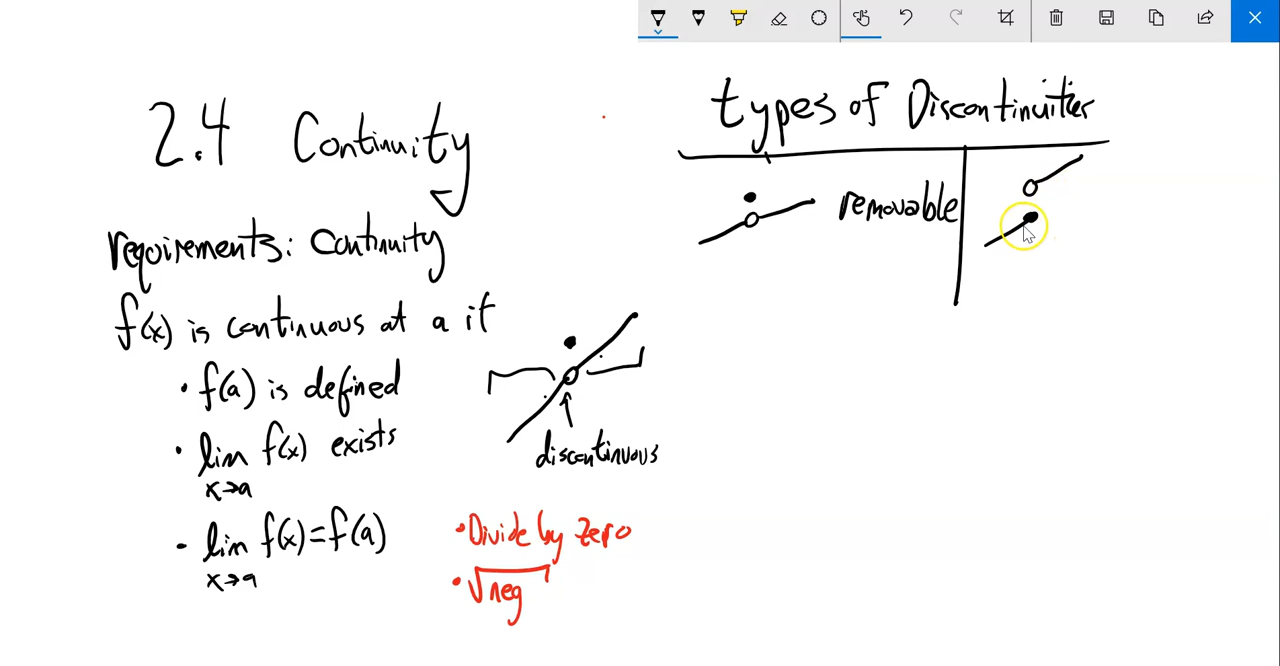 2.4 Continuity
requirements: Continuity
f(x) is continuous at a if
• f(a) is defined
• lim f(x) exists
x→a
• lim f(x) = f(a)
x→a
discontinuous
• Divide by zero
• √neg
types of Discontinuities
removable